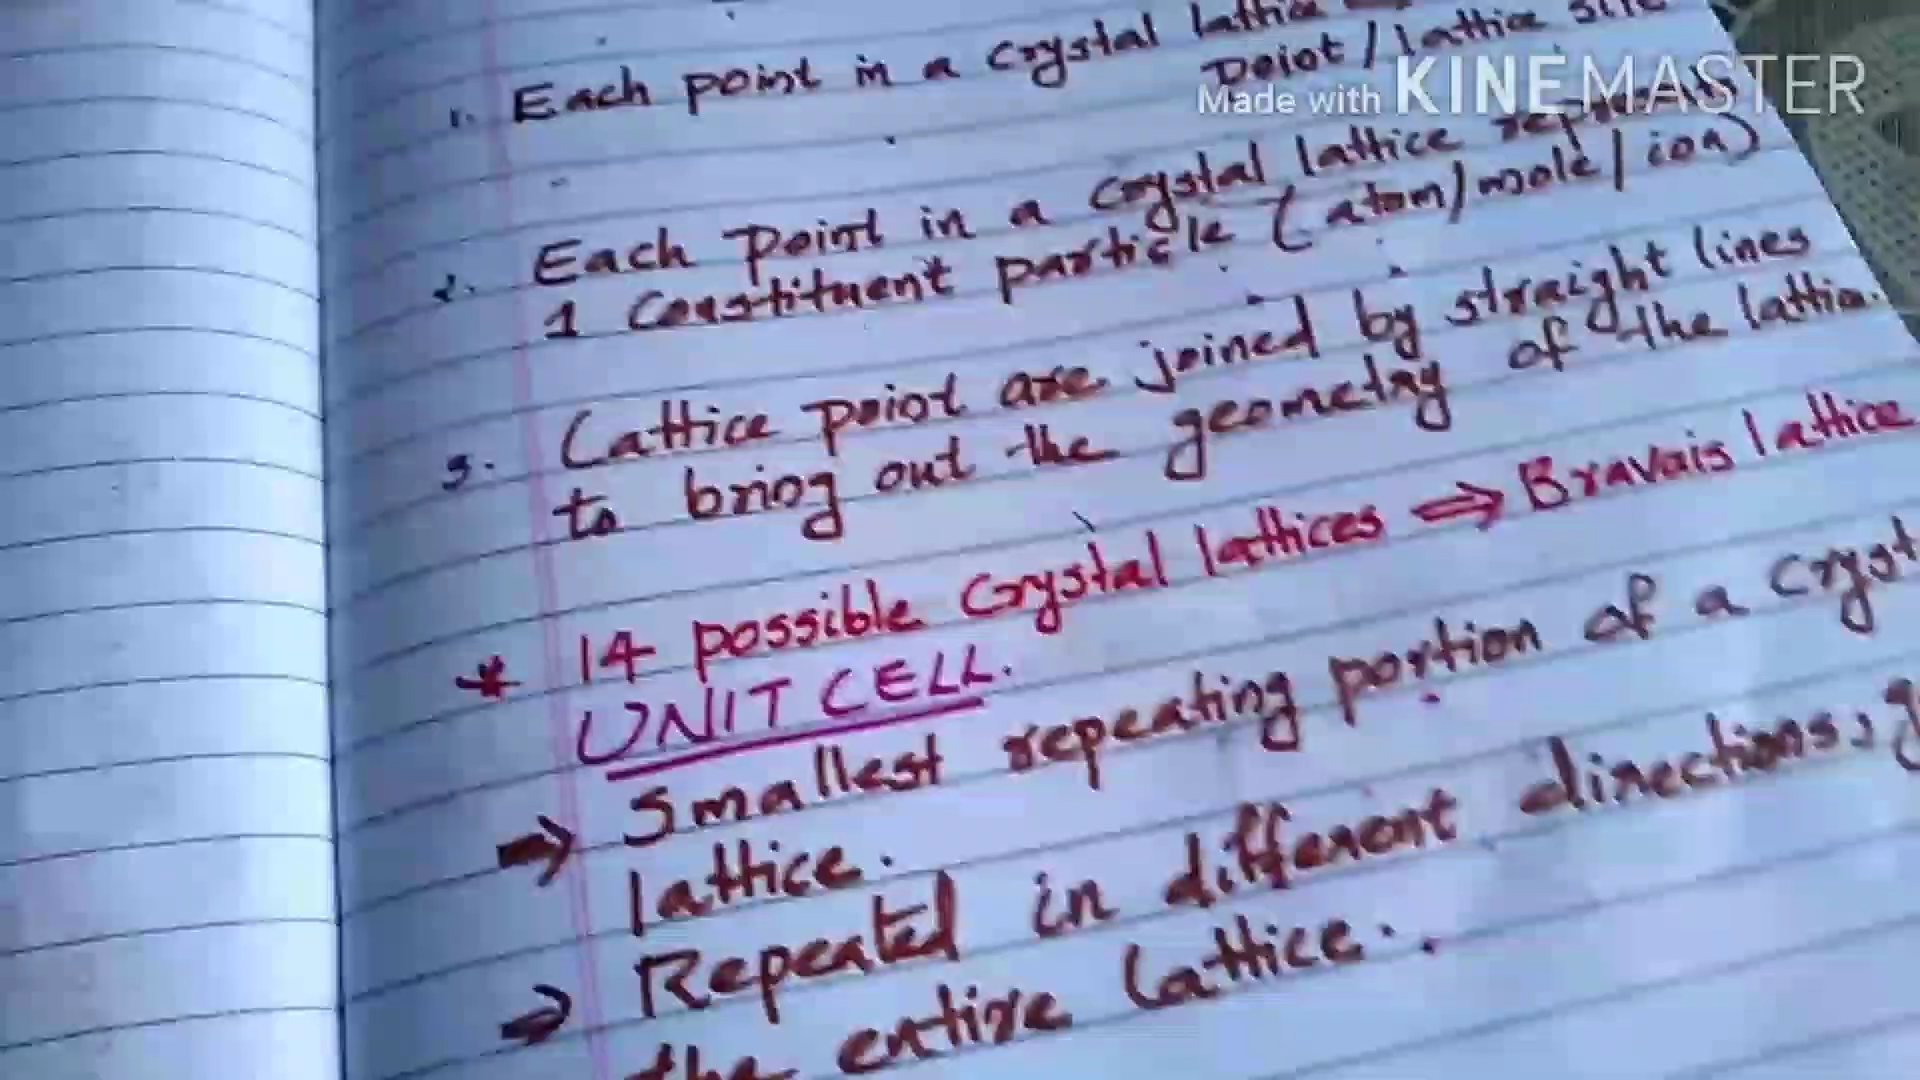 1. Each point in a crystal lattice
point / lattice site
Made with KINEMASTER
2. Each point in a crystal lattice represents
1 constituent particle (atom/mole/ion)
3. Lattice point are joined by straight lines
to bring out the geometry of the lattice.
* 14 possible crystal lattices ⇒ Bravais lattice
UNIT CELL.
→ Smallest repeating portion of a cryst
lattice.
→ Repeated in different directions, g
the entire lattice.